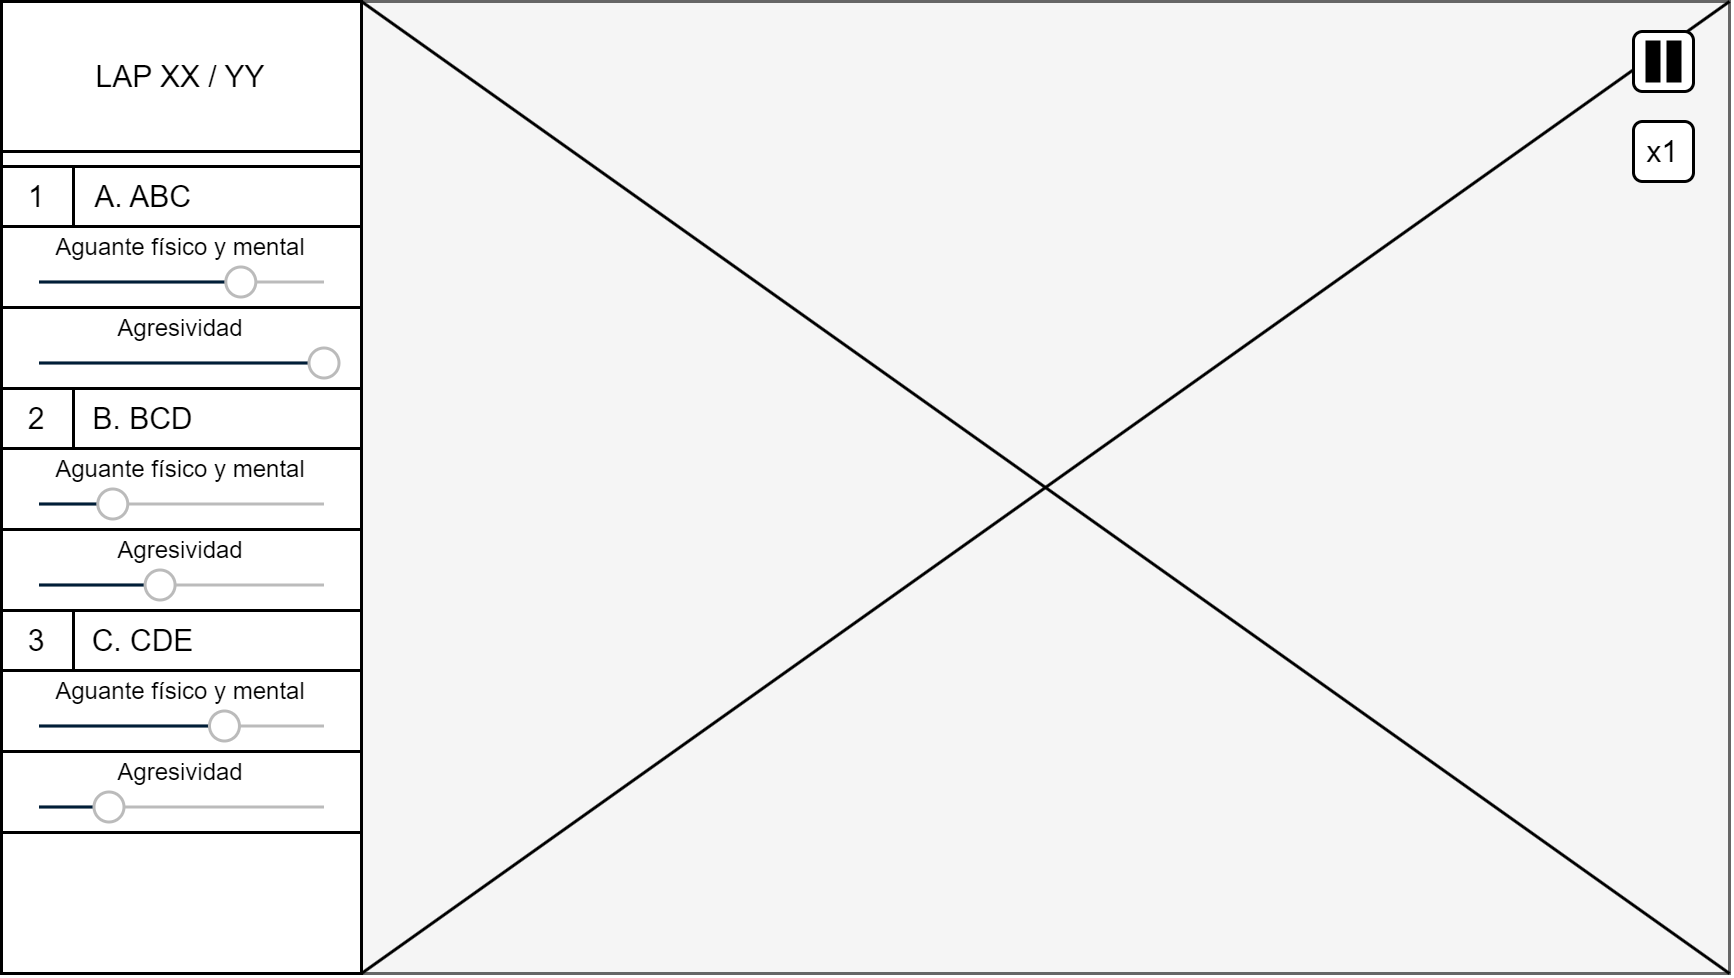 LAP XX / YY
x1
1 A. ABC
Aguante físico y mental
Agresividad
2 B. BCD
Aguante físico y mental
Agresividad
3 C. CDE
Aguante físico y mental
Agresividad